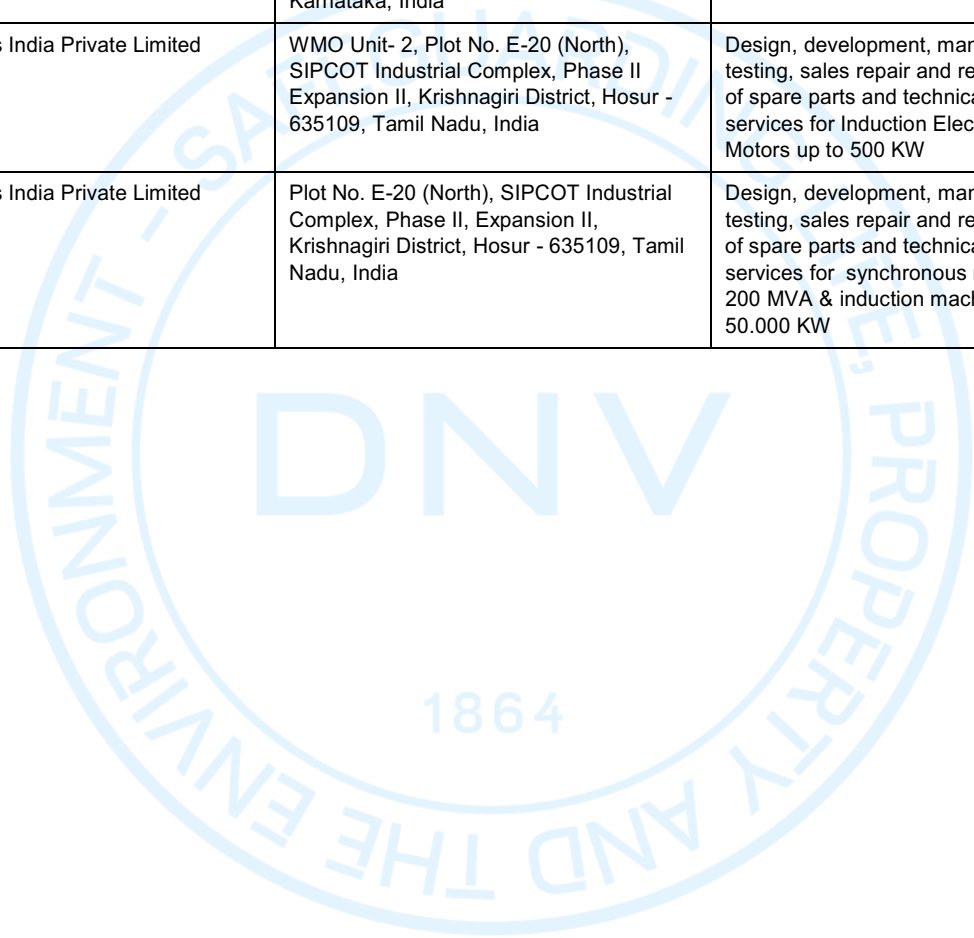 Karnataka, India
s India Private Limited
WMO Unit- 2, Plot No. E-20 (North),
SIPCOT Industrial Complex, Phase II
Expansion II, Krishnagiri District, Hosur -
635109, Tamil Nadu, India
Design, development, man
testing, sales repair and re
of spare parts and technica
services for Induction Elec
Motors up to 500 KW
s India Private Limited
Plot No. E-20 (North), SIPCOT Industrial
Complex, Phase II, Expansion II,
Krishnagiri District, Hosur - 635109, Tamil
Nadu, India
Design, development, man
testing, sales repair and re
of spare parts and technica
services for synchronous
200 MVA & induction mach
50.000 KW
SAFEGUARDING LIFE, PROPERTY AND THE ENVIRONMENT –
DNV
1864